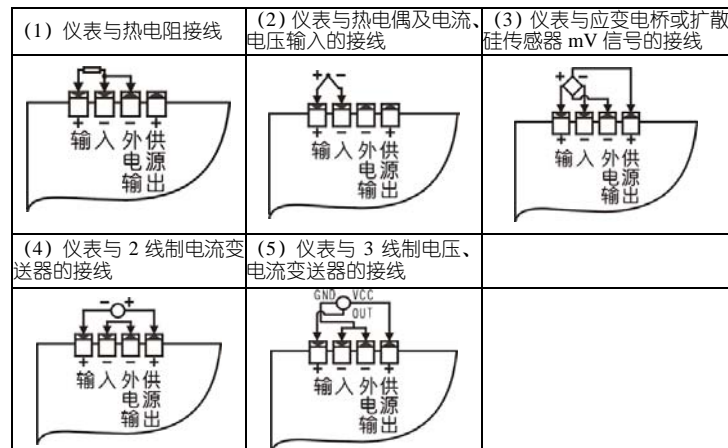 (1) 仪表与热电阻接线
(2) 仪表与热电偶及电流、
电压输入的接线
(3) 仪表与应变电桥或扩散
硅传感器 mV 信号的接线
+ − − +
输入 外供
电源
输出
+ −
+ − − +
输入 外供
电源
输出
+ −
+ − − +
输入 外供
电源
输出
(4) 仪表与 2 线制电流变
送器的接线
(5) 仪表与 3 线制电压、
电流变送器的接线
− +
+ − − +
输入 外供
电源
输出
GND VCC
OUT
+ − − +
输入 外供
电源
输出